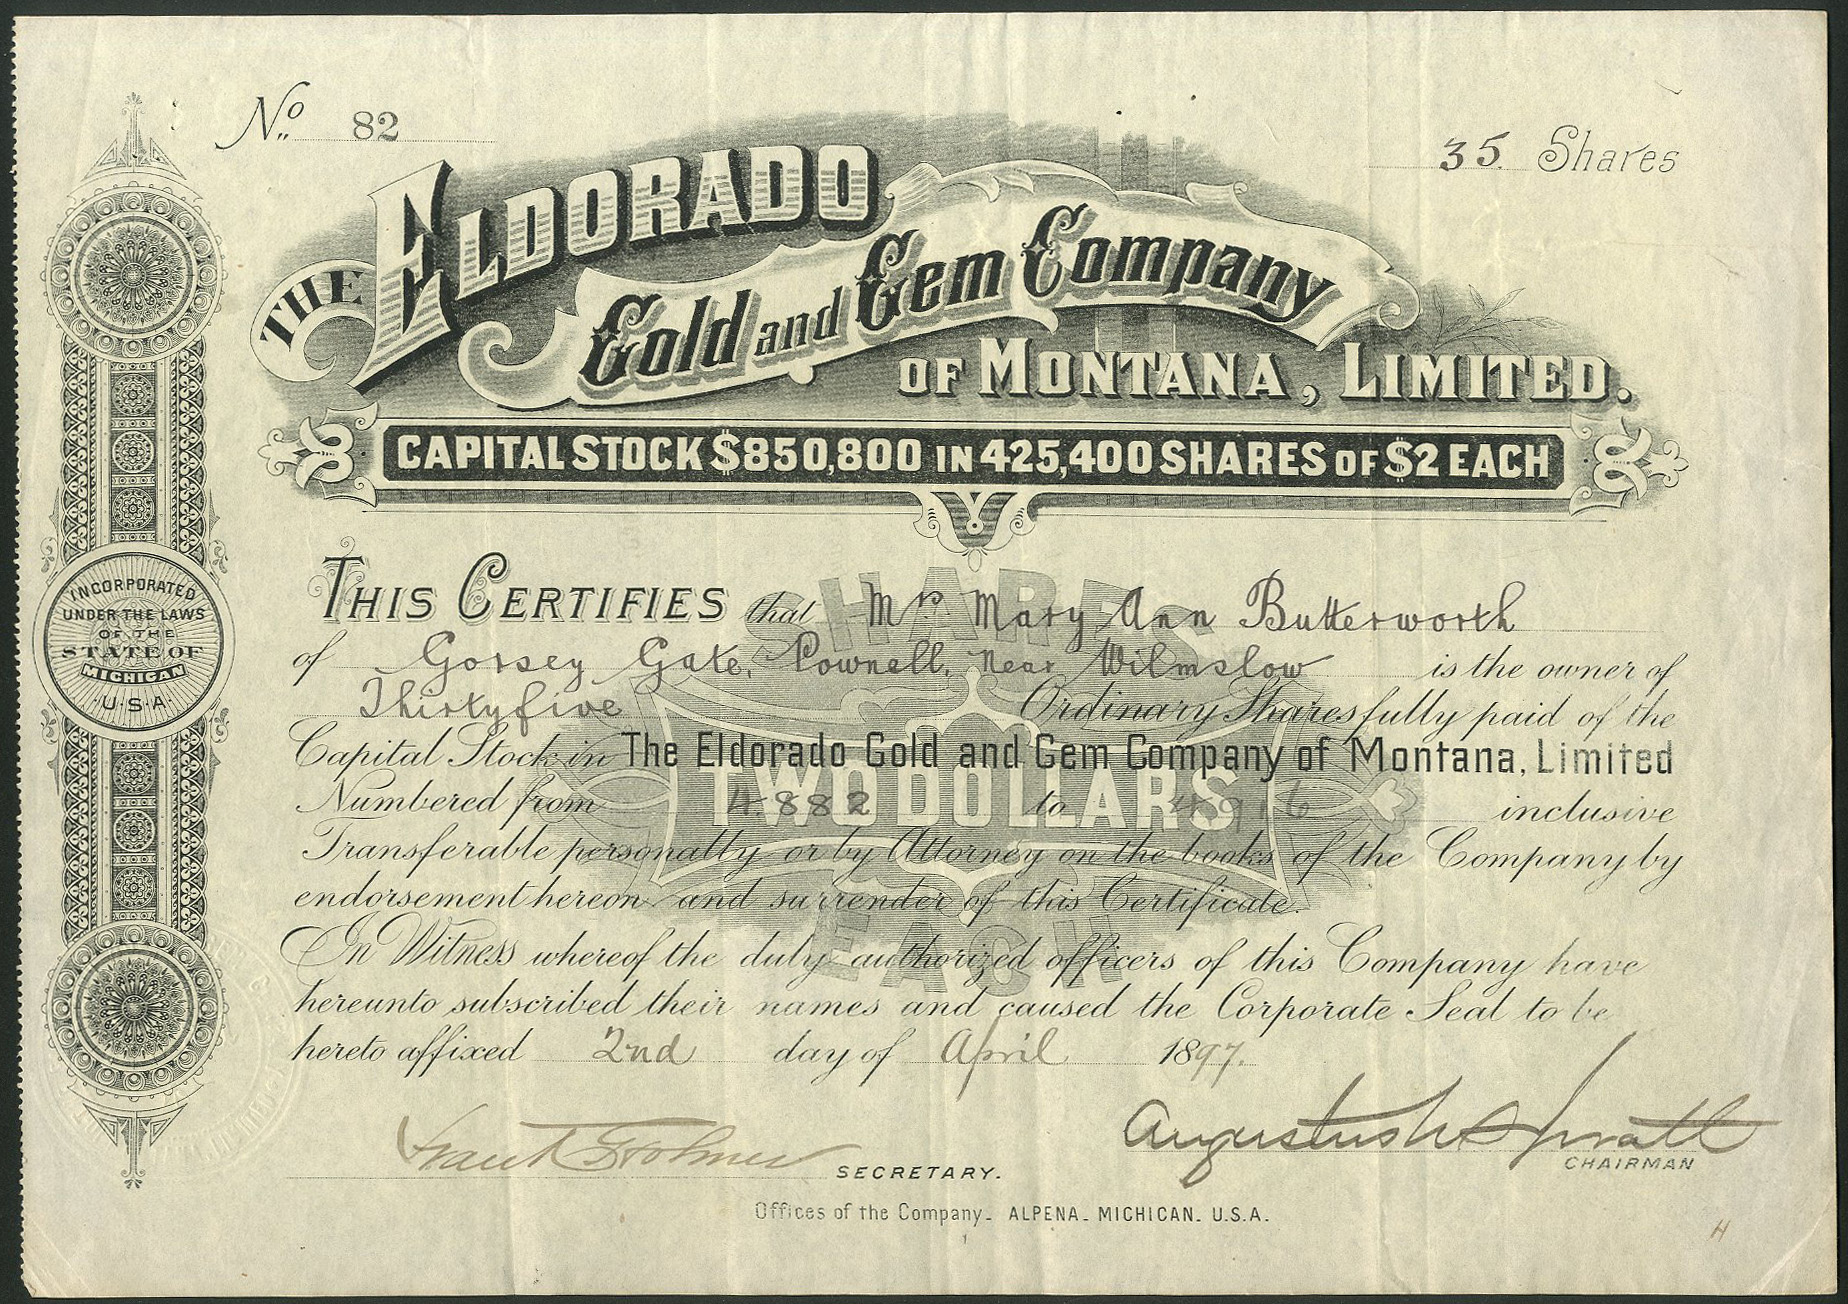 No. 82
35. Shares
THE ELDORADO
Gold and Gem Company
OF MONTANA, LIMITED.
CAPITAL STOCK $850,800 IN 425,400 SHARES OF $2 EACH
INCORPORATED
UNDER THE LAWS
OF THE
STATE OF
MICHIGAN
U·S·A·
SHARES
TWO DOLLARS
EACH
THIS CERTIFIES that Mrs Mary Ann Butterworth
of Gorsey Gate, Pownall, near Wilmslow is the owner of
Thirtyfive Ordinary Shares fully paid of the
Capital Stock in The Eldorado Gold and Gem Company of Montana, Limited
Numbered from 4882 to 4916 inclusive
Transferable personally or by Attorney on the books of the Company by
endorsement hereon and surrender of this Certificate.
In Witness whereof the duly authorized officers of this Company have
hereunto subscribed their names and caused the Corporate Seal to be
hereto affixed 2nd day of April 1897.
SECRETARY.
CHAIRMAN
Offices of the Company- ALPENA- MICHICAN- U.S.A.
H